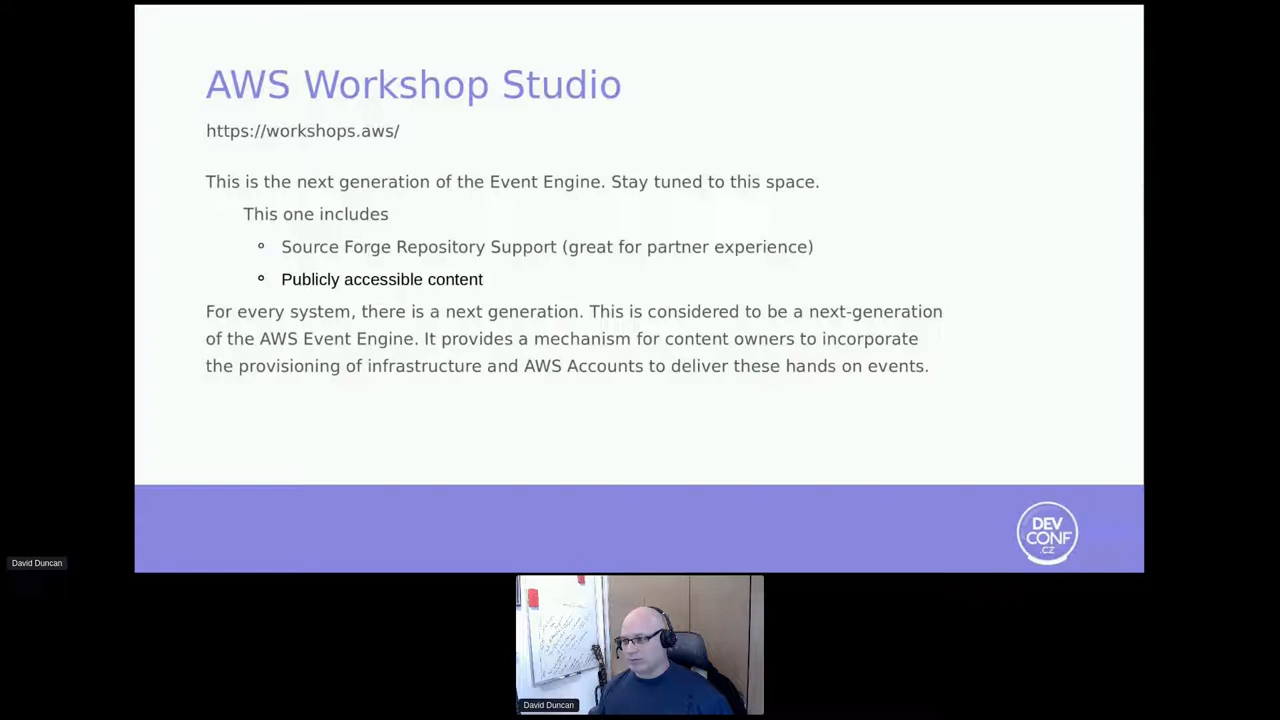 AWS Workshop Studio
https://workshops.aws/
This is the next generation of the Event Engine. Stay tuned to this space.
This one includes
Source Forge Repository Support (great for partner experience)
Publicly accessible content
For every system, there is a next generation. This is considered to be a next-generation
of the AWS Event Engine. It provides a mechanism for content owners to incorporate
the provisioning of infrastructure and AWS Accounts to deliver these hands on events.
DEV
CONF
.CZ
David Duncan
David Duncan